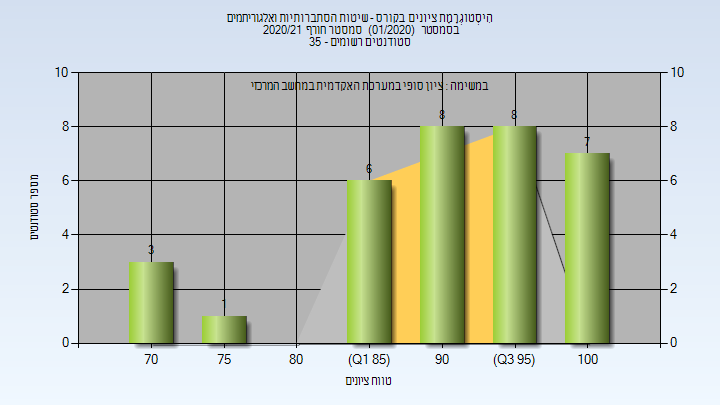 הִיסְטוֹגְרַמַת ציונים בקורס - שיטות הסתברותיות ואלגוריתמים
בסמסטר (01/2020) סמסטר חורף 2020/21
סטודנטים רשומים - 35
במשימה : ציון סופי במערכת האקדמית במחשב המרכזי
10 10
8 8
6 6
4 4
2 2
0 0
3 1 6 8 8 7
70 75 80 (Q1 85) 90 (Q3 95) 100
מספר סטודנטים
טווח ציונים